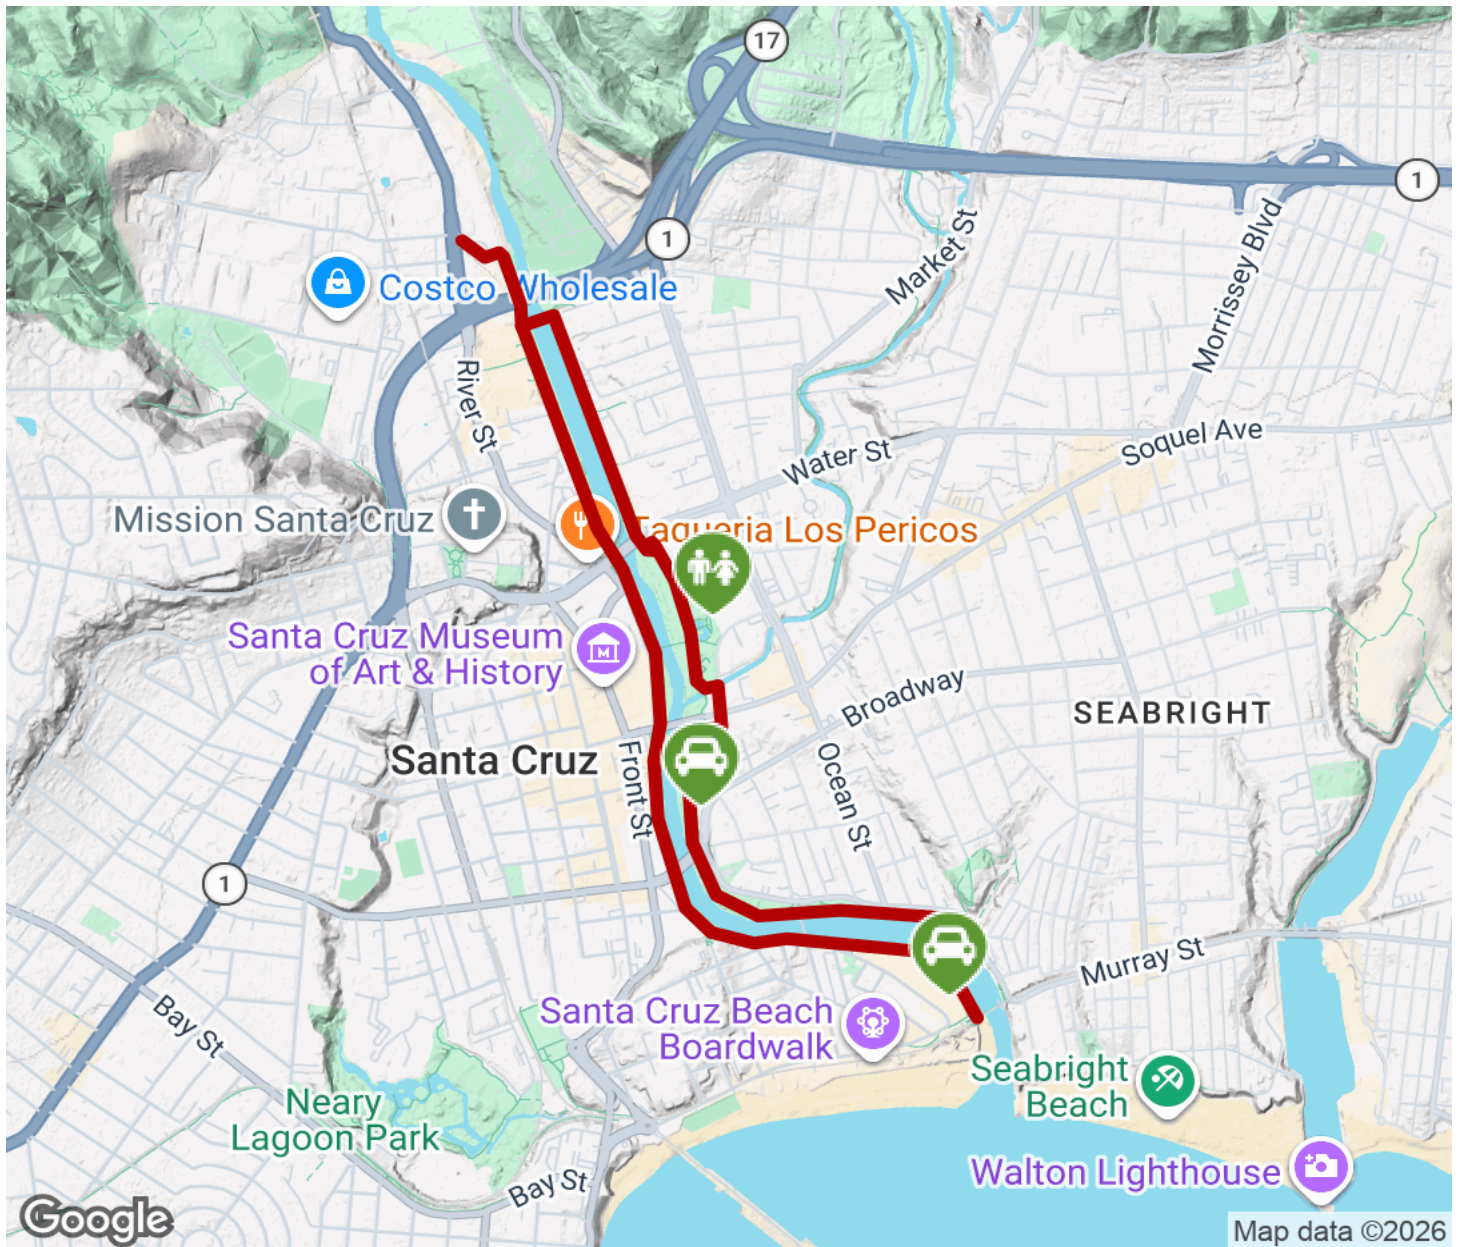 17
1
1
Market St
Morrissey Blvd
Costco Wholesale
River St
Soquel Ave
Water St
Mission Santa Cruz
Taqueria Los Pericos
Santa Cruz Museum
of Art & History
M
Broadway
SEABRIGHT
Santa Cruz
Front St
Ocean St
1
Murray St
Bay St
Santa Cruz Beach
Boardwalk
Seabright
Beach
Neary
Lagoon Park
Walton Lighthouse
Bay St
Google
Map data ©2026